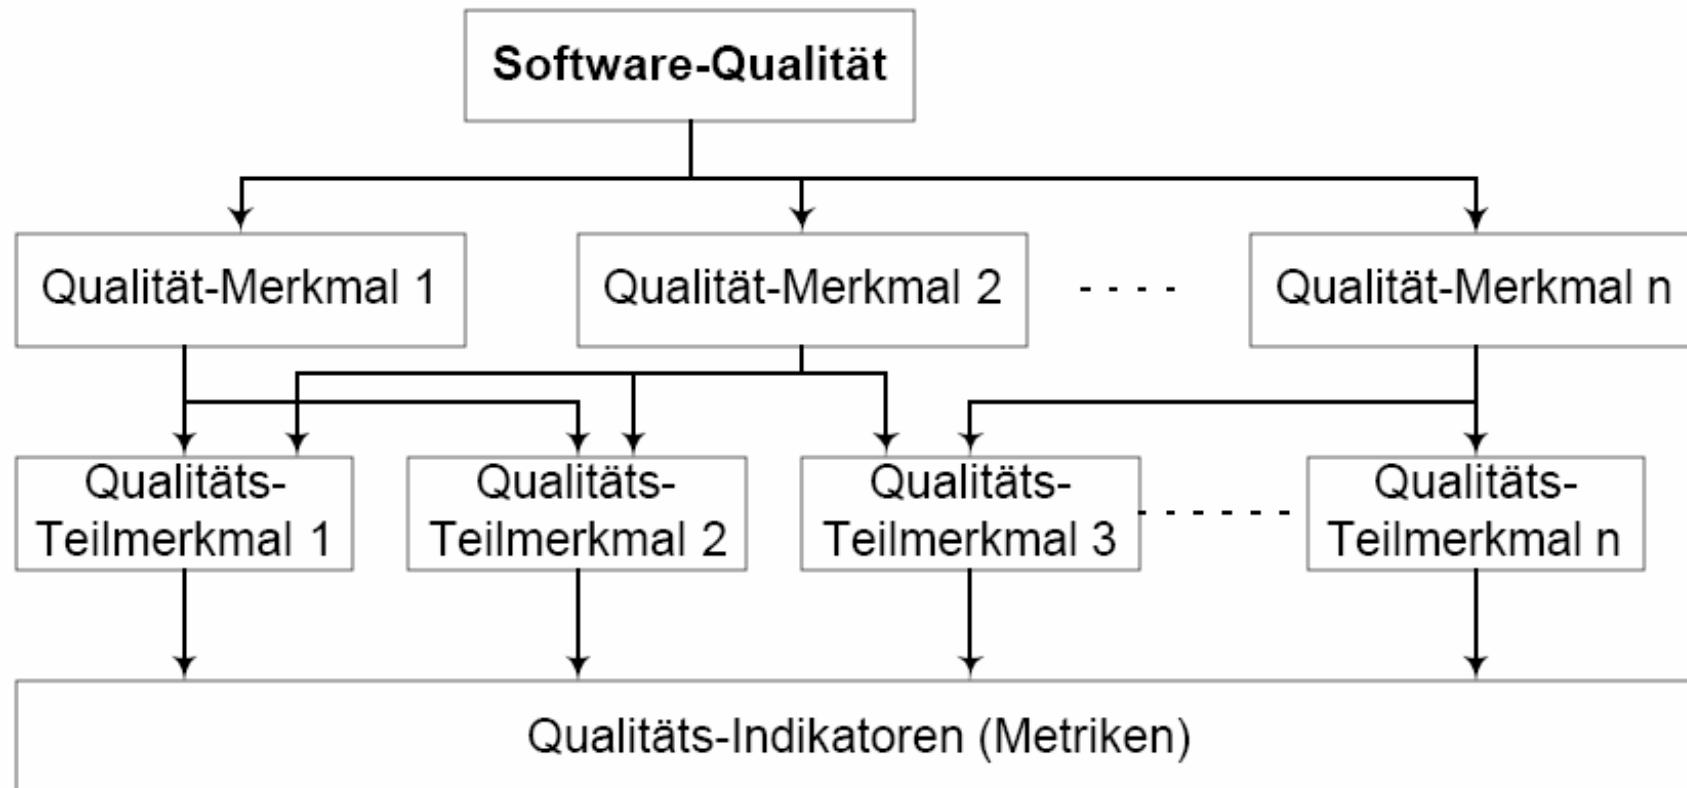 Software-Qualität
Qualität-Merkmal 1
Qualität-Merkmal 2
Qualität-Merkmal n
Qualitäts-
Teilmerkmal 1
Qualitäts-
Teilmerkmal 2
Qualitäts-
Teilmerkmal 3
Qualitäts-
Teilmerkmal n
Qualitäts-Indikatoren (Metriken)